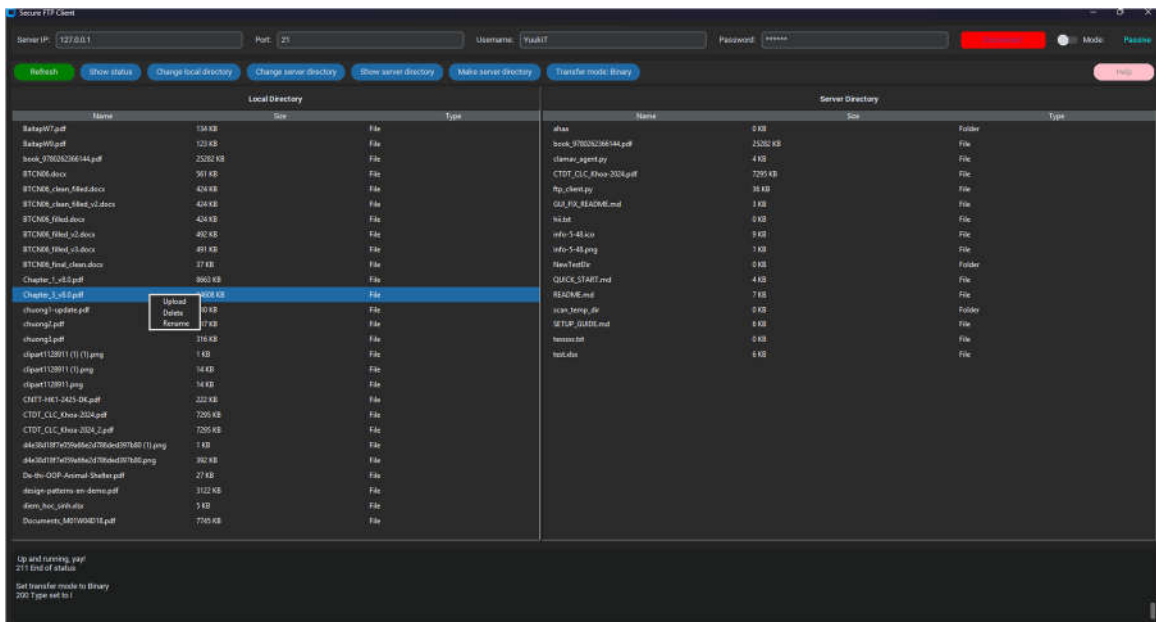 Secure FTP Client
Server IP: 127.0.0.1 Port: 21 Username: YuukiT Password: ****** Mode: Passive
Refresh Show status Change local directory Change server directory Show server directory Make server directory Transfer mode: Binary Help
Local Directory Server Directory
Name Size Type Name Size Type
BaitapW7.pdf 134 KB File ahaa 0 KB Folder
BaitapW9.pdf 123 KB File book_9780262366144.pdf 25282 KB File
book_9780262366144.pdf 25282 KB File clamav_agent.py 4 KB File
BTCN06.docx 561 KB File CTDT_CLC_Khoa-2024.pdf 7295 KB File
BTCN06_clean_filled.docx 424 KB File ftp_client.py 38 KB File
BTCN06_clean_filled_v2.docx 424 KB File GUI_FIX_README.md 3 KB File
BTCN06_filled.docx 424 KB File hii.txt 0 KB File
BTCN06_filled_v2.docx 492 KB File info-5-48.ico 9 KB File
BTCN06_filled_v3.docx 491 KB File info-5-48.png 1 KB File
BTCN06_final_clean.docx 37 KB File NewTestDir 0 KB Folder
Chapter_1_v8.0.pdf 8663 KB File QUICK_START.md 4 KB File
Chapter_3_v8.0.pdf KB File README.md 7 KB File
Upload
chuong1-update.pdf KB File scan_temp_dir 0 KB Folder
Delete
chuong2.pdf KB File SETUP_GUIDE.md 8 KB File
Rename
chuong3.pdf 316 KB File 0 KB File
clipart1128911 (1) (1).png 1 KB File test.xlsx 6 KB File
clipart1128911 (1).png 14 KB File
clipart1128911.png 14 KB File
CNTT-HK1-2425-DK.pdf 222 KB File
CTDT_CLC_Khoa-2024.pdf 7295 KB File
CTDT_CLC_Khoa-2024_2.pdf 7295 KB File
(1).png 1 KB File
392 KB File
De-thi-OOP-Animal-Shelter.pdf 27 KB File
design-patterns-en-demo.pdf 3122 KB File
diem_hoc_sinh.xlsx 5 KB File
Documents_M01W04D18.pdf 7745 KB File
Up and running, yay!
211 End of status
Set transfer mode to Binary
200 Type set to I